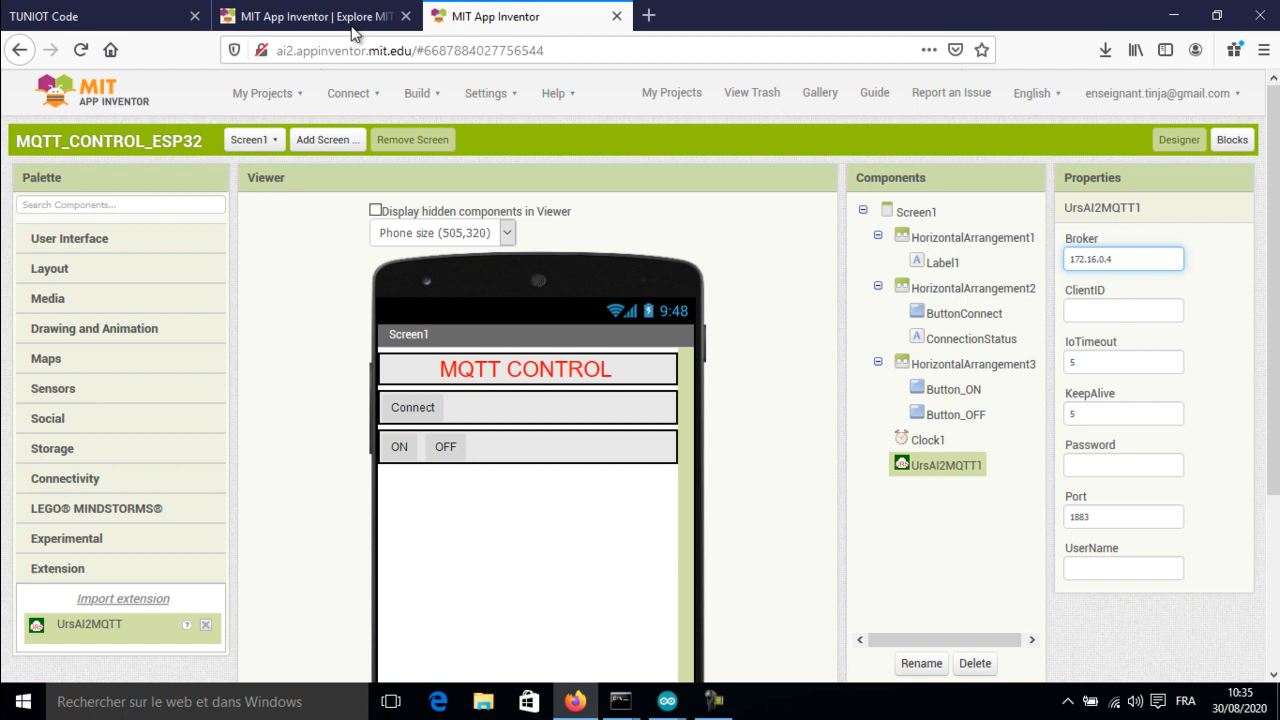 TUNIOT Code
MIT App Inventor | Explore MIT
MIT App Inventor
ai2.appinventor.mit.edu/#6687884027756544
MIT
APP INVENTOR
My Projects
Connect
Build
Settings
Help
My Projects
View Trash
Gallery
Guide
Report an Issue
English
enseignant.tinja@gmail.com
MQTT_CONTROL_ESP32
Screen1
Add Screen ...
Remove Screen
Designer
Blocks
Palette
Search Components...
User Interface
Layout
Media
Drawing and Animation
Maps
Sensors
Social
Storage
Connectivity
LEGO® MINDSTORMS®
Experimental
Extension
Import extension
UrsAI2MQTT
?
Viewer
Display hidden components in Viewer
Phone size (505,320)
9:48
Screen1
MQTT CONTROL
Connect
ON OFF
Components
Screen1
HorizontalArrangement1
Label1
HorizontalArrangement2
ButtonConnect
ConnectionStatus
HorizontalArrangement3
Button_ON
Button_OFF
Clock1
UrsAI2MQTT1
Rename
Delete
Properties
UrsAI2MQTT1
Broker
172.16.0.4
ClientID
IoTimeout
5
KeepAlive
5
Password
Port
1883
UserName
Rechercher sur le web et dans Windows
FRA
10:35
30/08/2020